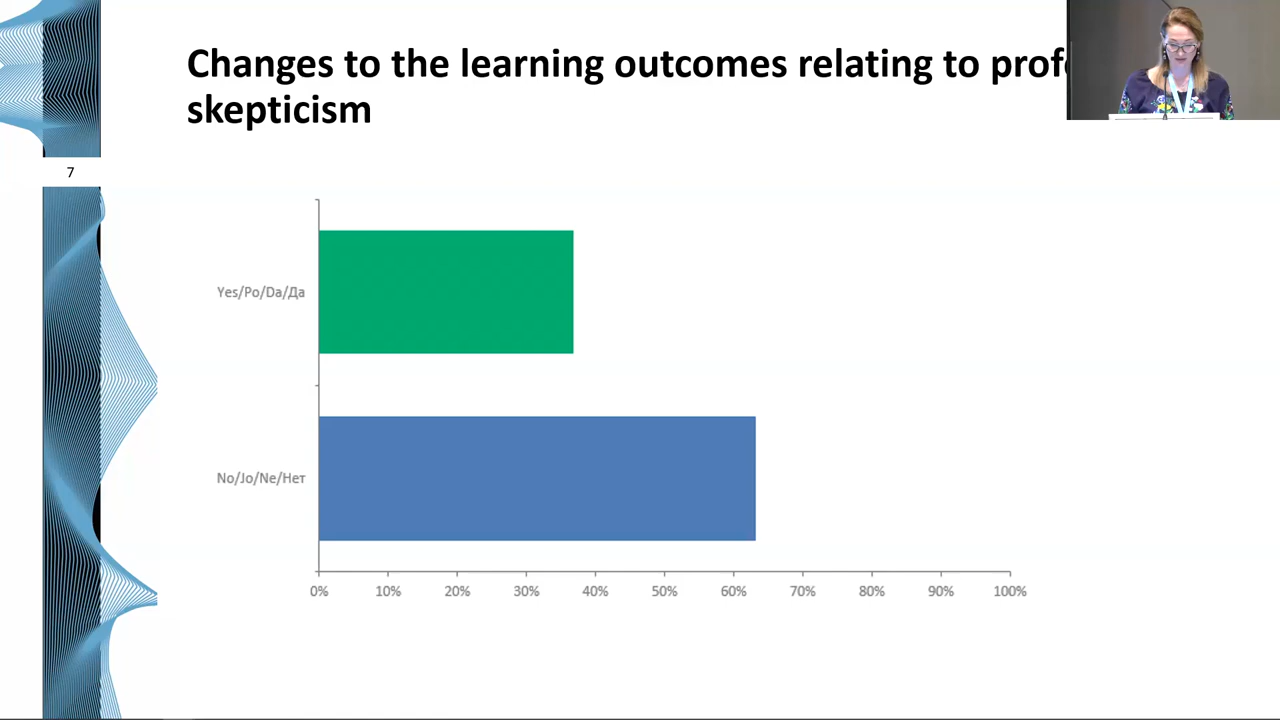 Changes to the learning outcomes relating to
skepticism
7
Yes/Po/Da/Да
No/Jo/Ne/Нет
0% 10% 20% 30% 40% 50% 60% 70% 80% 90% 100%